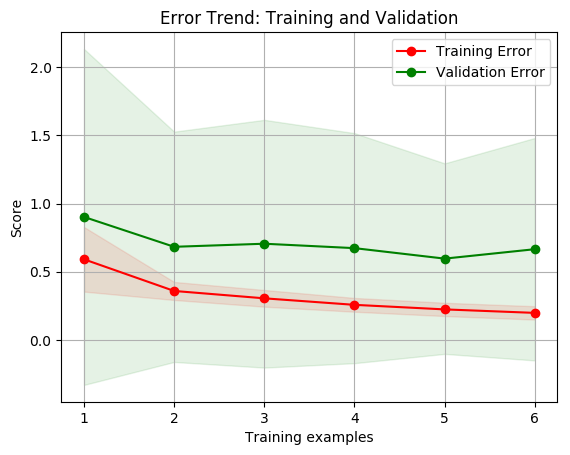 Error Trend: Training and Validation
Training Error
Validation Error
2.0
1.5
1.0
0.5
0.0
Score
1 2 3 4 5 6
Training examples